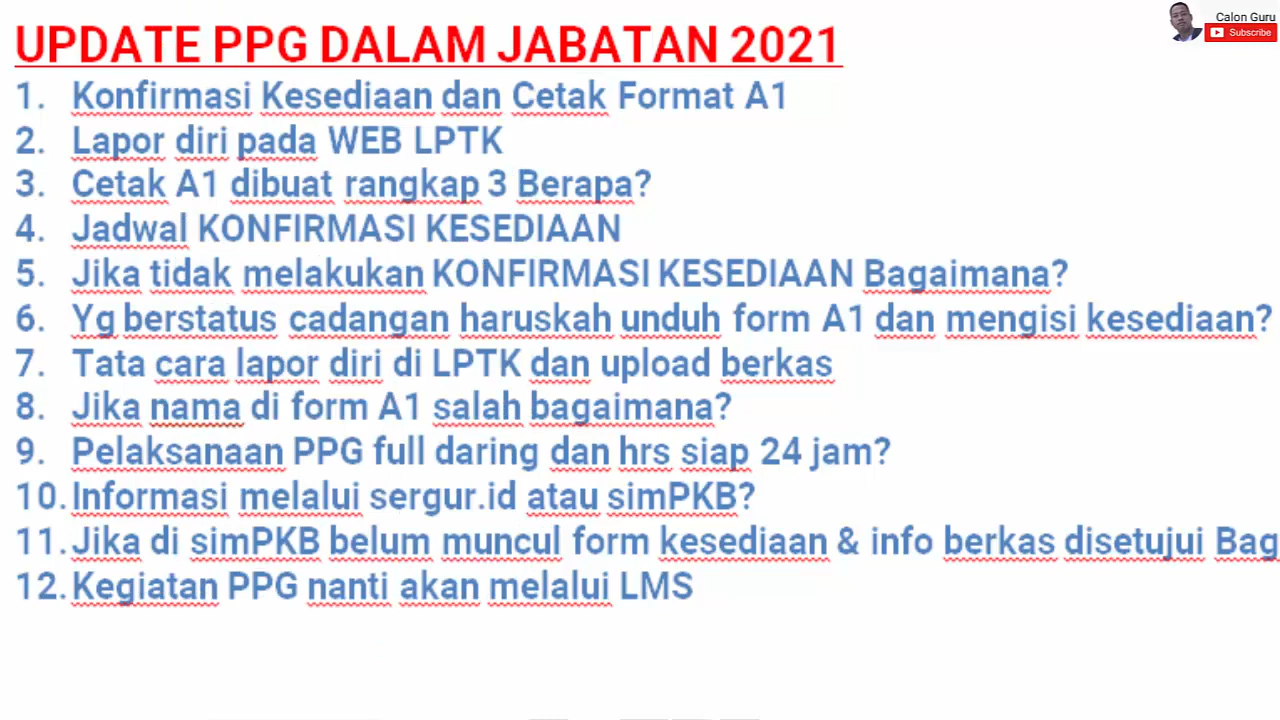 UPDATE PPG DALAM JABATAN 2021
Calon Guru
Subscribe
1. Konfirmasi Kesediaan dan Cetak Format A1
2. Lapor diri pada WEB LPTK
3. Cetak A1 dibuat rangkap 3 Berapa?
4. Jadwal KONFIRMASI KESEDIAAN
5. Jika tidak melakukan KONFIRMASI KESEDIAAN Bagaimana?
6. Yg berstatus cadangan haruskah unduh form A1 dan mengisi kesediaan?
7. Tata cara lapor diri di LPTK dan upload berkas
8. Jika nama di form A1 salah bagaimana?
9. Pelaksanaan PPG full daring dan hrs siap 24 jam?
10. Informasi melalui sergur.id atau simPKB?
11. Jika di simPKB belum muncul form kesediaan & info berkas disetujui Bag
12. Kegiatan PPG nanti akan melalui LMS